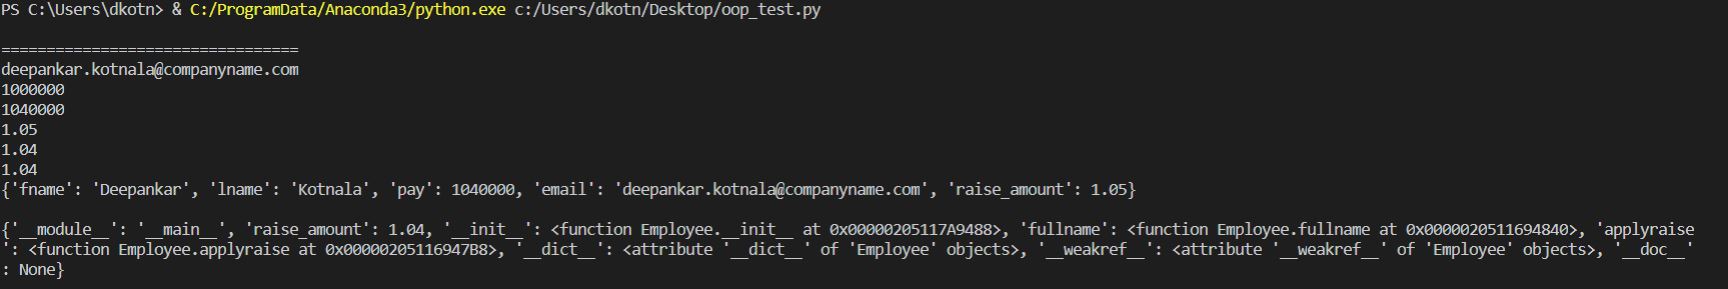 PS C:\Users\dkotn> & C:/ProgramData/Anaconda3/python.exe c:/Users/dkotn/Desktop/oop_test.py
=================================
deepankar.kotnala@companyname.com
1000000
1040000
1.05
1.04
1.04
{'fname': 'Deepankar', 'lname': 'Kotnala', 'pay': 1040000, 'email': 'deepankar.kotnala@companyname.com', 'raise_amount': 1.05}
{'__module__': '__main__', 'raise_amount': 1.04, '__init__': <function Employee.__init__ at 0x00000205117A9488>, 'fullname': <function Employee.fullname at 0x0000020511694840>, 'applyraise
': <function Employee.applyraise at 0x00000205116947B8>, '__dict__': <attribute '__dict__' of 'Employee' objects>, '__weakref__': <attribute '__weakref__' of 'Employee' objects>, '__doc__'
: None}